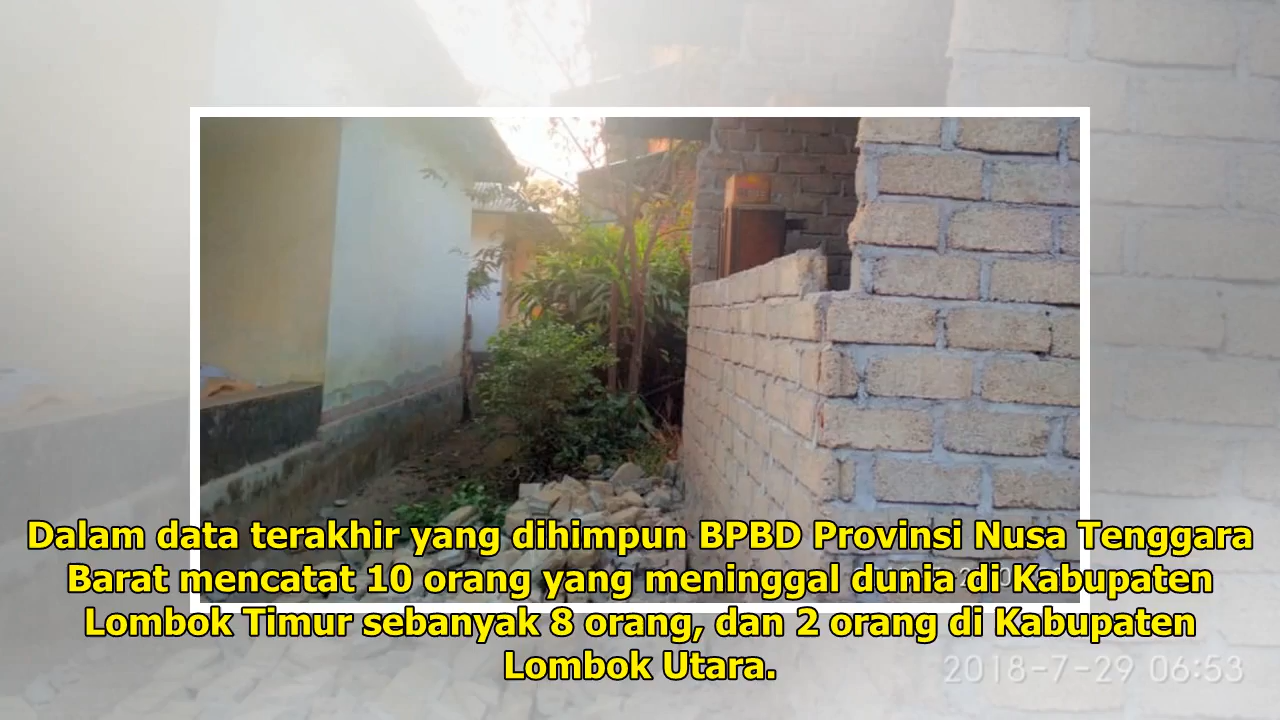 Dalam data terakhir yang dihimpun BPBD Provinsi Nusa Tenggara
Barat mencatat 10 orang yang meninggal dunia di Kabupaten
Lombok Timur sebanyak 8 orang, dan 2 orang di Kabupaten
Lombok Utara.
2018-7-29 06:53